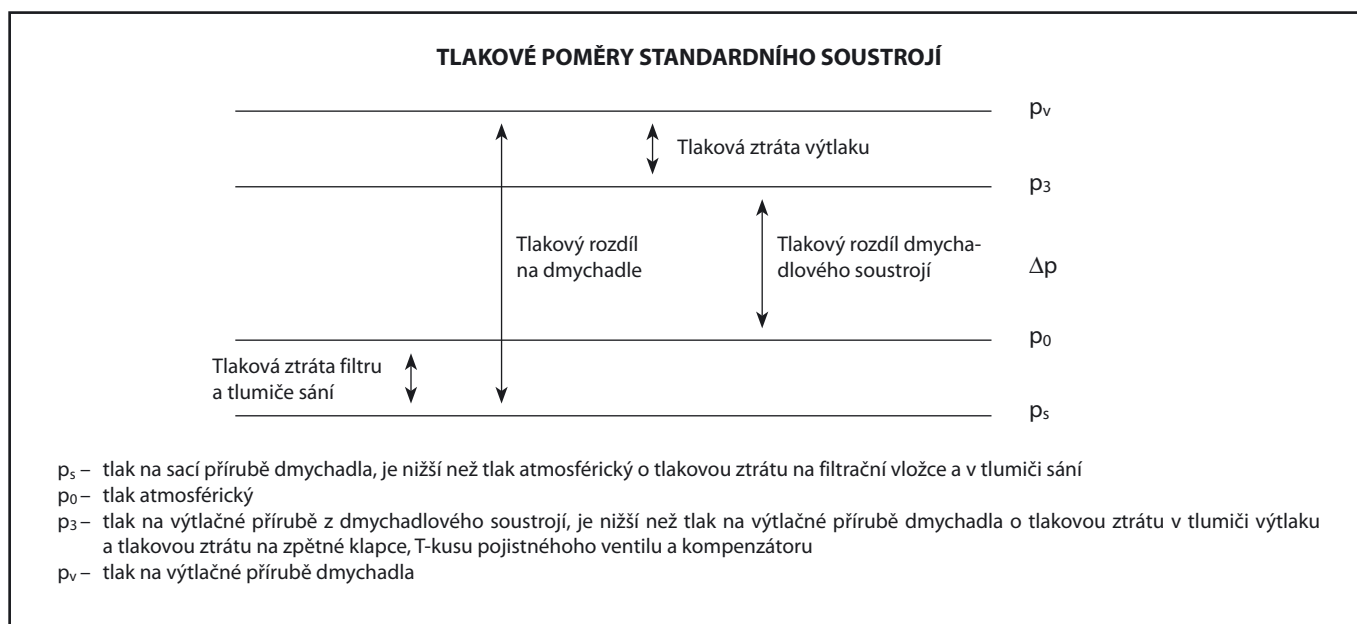 TLAKOVÉ POMĚRY STANDARDNÍHO SOUSTROJÍ
pv
Tlaková ztráta výtlaku
p3
Tlakový rozdíl
na dmychadle
Tlakový rozdíl dmycha-
dlového soustrojí
Δp
p0
Tlaková ztráta filtru
a tlumiče sání
ps
ps – tlak na sací přírubě dmychadla, je nižší než tlak atmosférický o tlakovou ztrátu na filtrační vložce a v tlumiči sání
p0 – tlak atmosférický
p3 – tlak na výtlačné přírubě z dmychadlového soustrojí, je nižší než tlak na výtlačné přírubě dmychadla o tlakovou ztrátu v tlumiči výtlaku
a tlakovou ztrátu na zpětné klapce, T-kusu pojistnéhoho ventilu a kompenzátoru
pv – tlak na výtlačné přírubě dmychadla